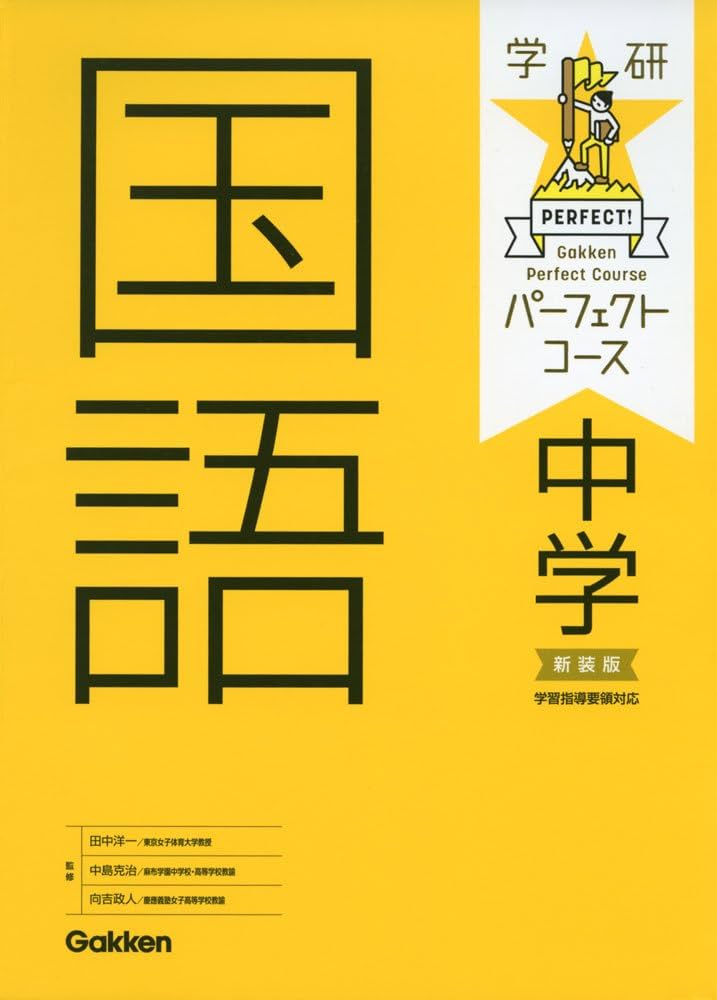 国語
学研
PERFECT!
Gakken
Perfect Course
パーフェクト
コース
中学
新装版
学習指導要領対応
監修
田中洋一/東京女子体育大学教授
中島克治/麻布学園中学校・高等学校教諭
向吉政人/慶應義塾女子高等学校教諭
Gakken